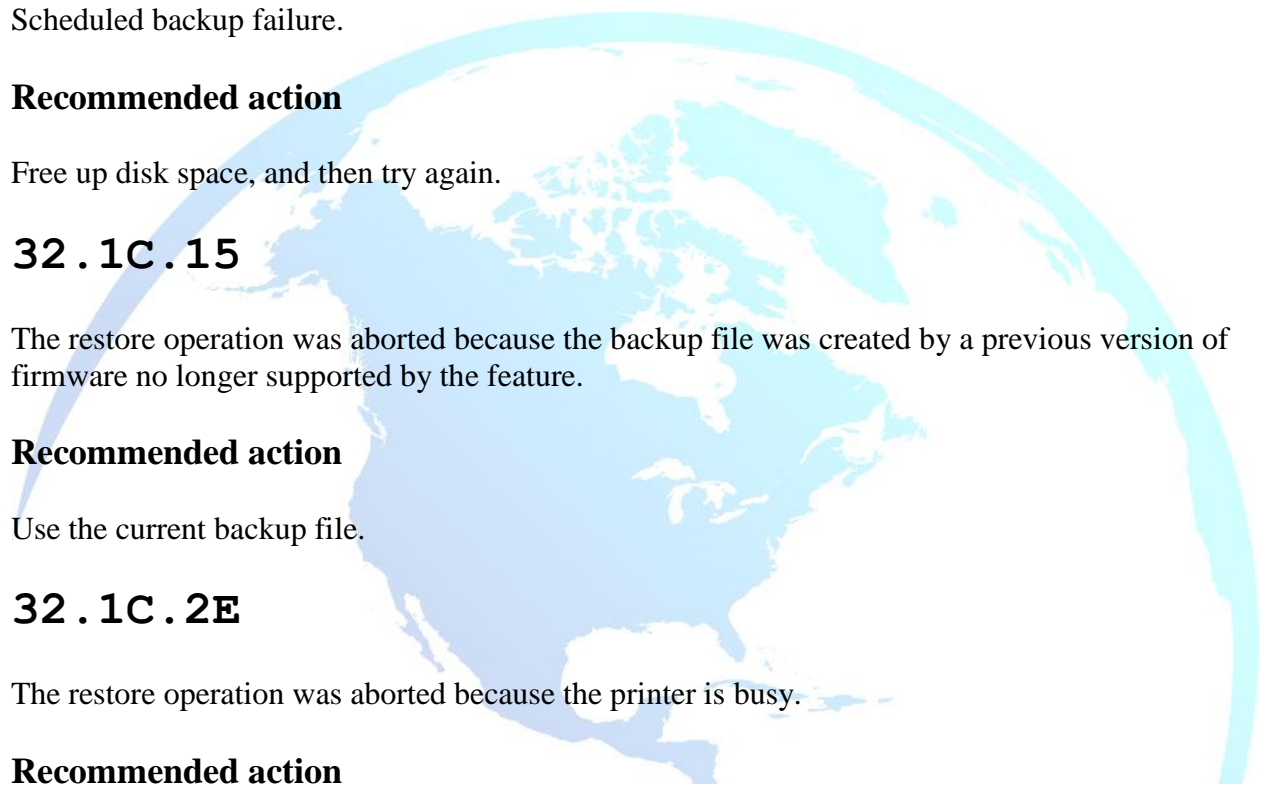 Scheduled backup failure.
Recommended action
Free up disk space, and then try again.
32.1C.15
The restore operation was aborted because the backup file was created by a previous version of
firmware no longer supported by the feature.
Recommended action
Use the current backup file.
32.1C.2E
The restore operation was aborted because the printer is busy.
Recommended action